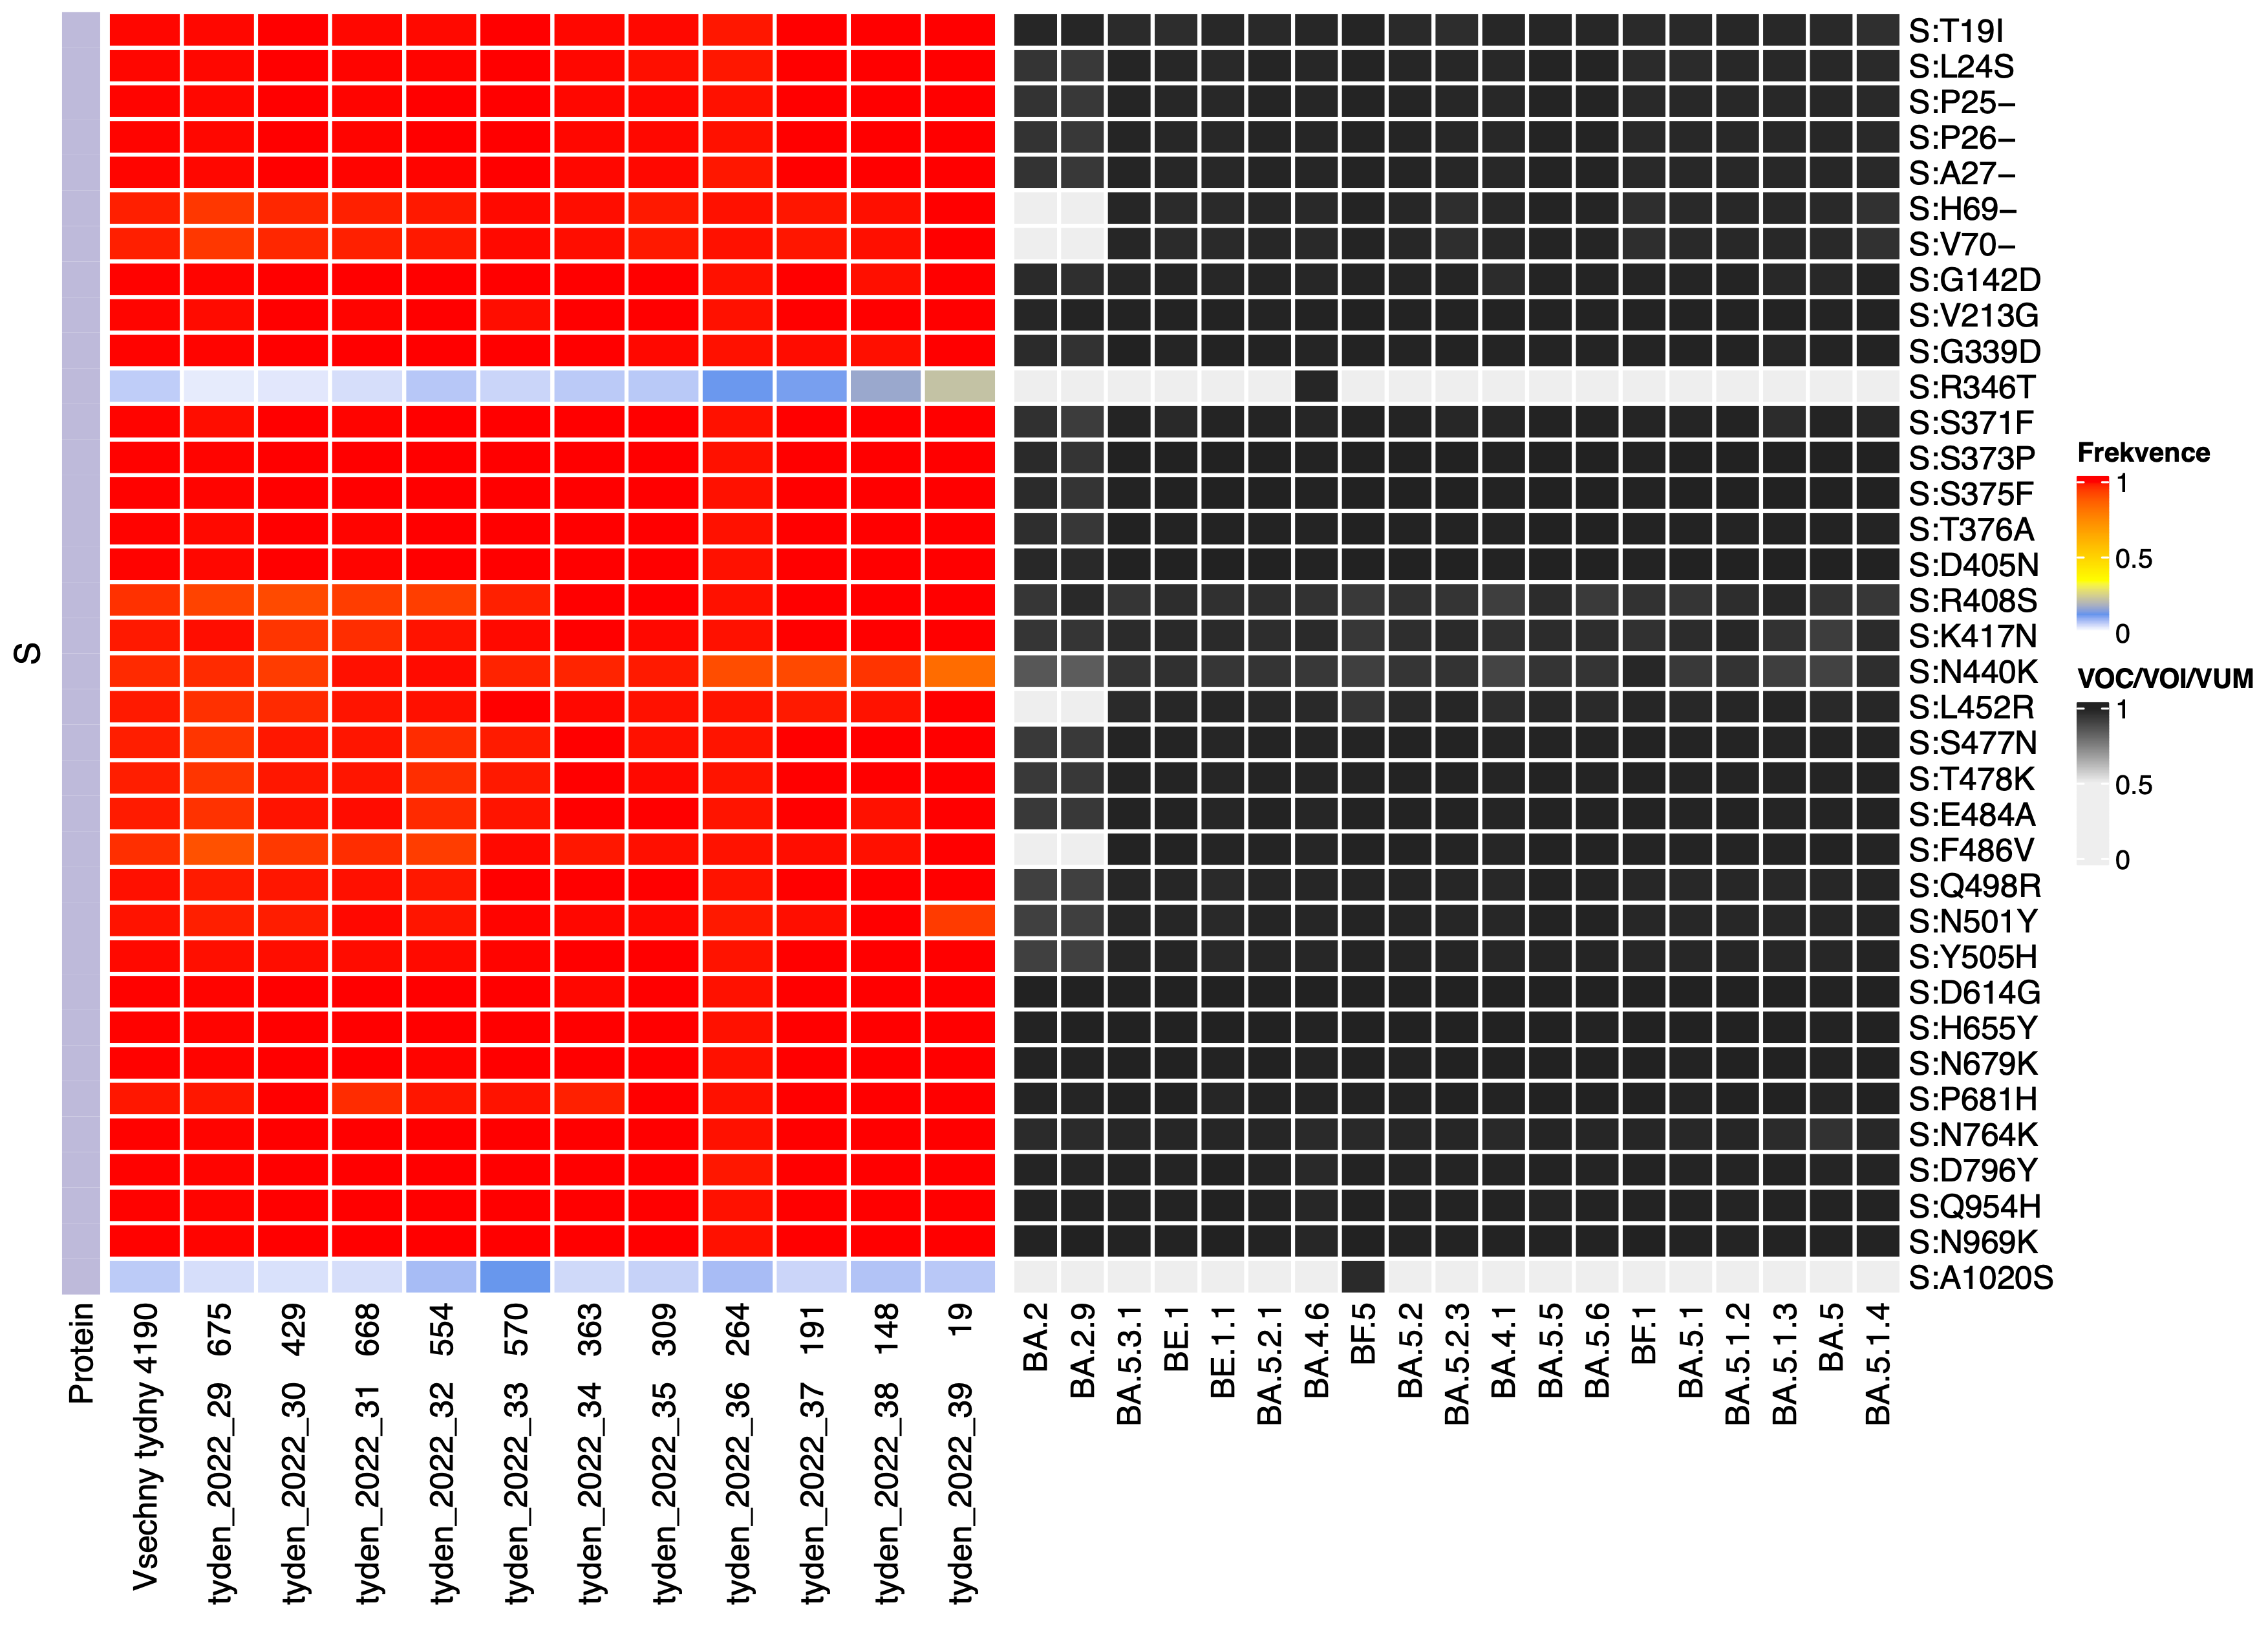 S:T19I
S:L24S
S:P25–
S:P26–
S:A27–
S:H69–
S:V70–
S:G142D
S:V213G
S:G339D
S:R346T
S:S371F
S:S373P
S:S375F
S:T376A
S:D405N
S:R408S
S:K417N
S:N440K
S:L452R
S:S477N
S:T478K
S:E484A
S:F486V
S:Q498R
S:N501Y
S:Y505H
S:D614G
S:H655Y
S:N679K
S:P681H
S:N764K
S:D796Y
S:Q954H
S:N969K
S:A1020S
S
Frekvence
1
0.5
0
VOC/VOI/VUM
1
0.5
0
Protein
Vsechny tydny 4190
tyden_2022_29 675
tyden_2022_30 429
tyden_2022_31 668
tyden_2022_32 554
tyden_2022_33 570
tyden_2022_34 363
tyden_2022_35 309
tyden_2022_36 264
tyden_2022_37 191
tyden_2022_38 148
tyden_2022_39 19
BA.2
BA.2.9
BA.5.3.1
BE.1
BE.1.1
BA.5.2.1
BA.4.6
BF.5
BA.5.2
BA.5.2.3
BA.4.1
BA.5.5
BA.5.6
BF.1
BA.5.1
BA.5.1.2
BA.5.1.3
BA.5
BA.5.1.4